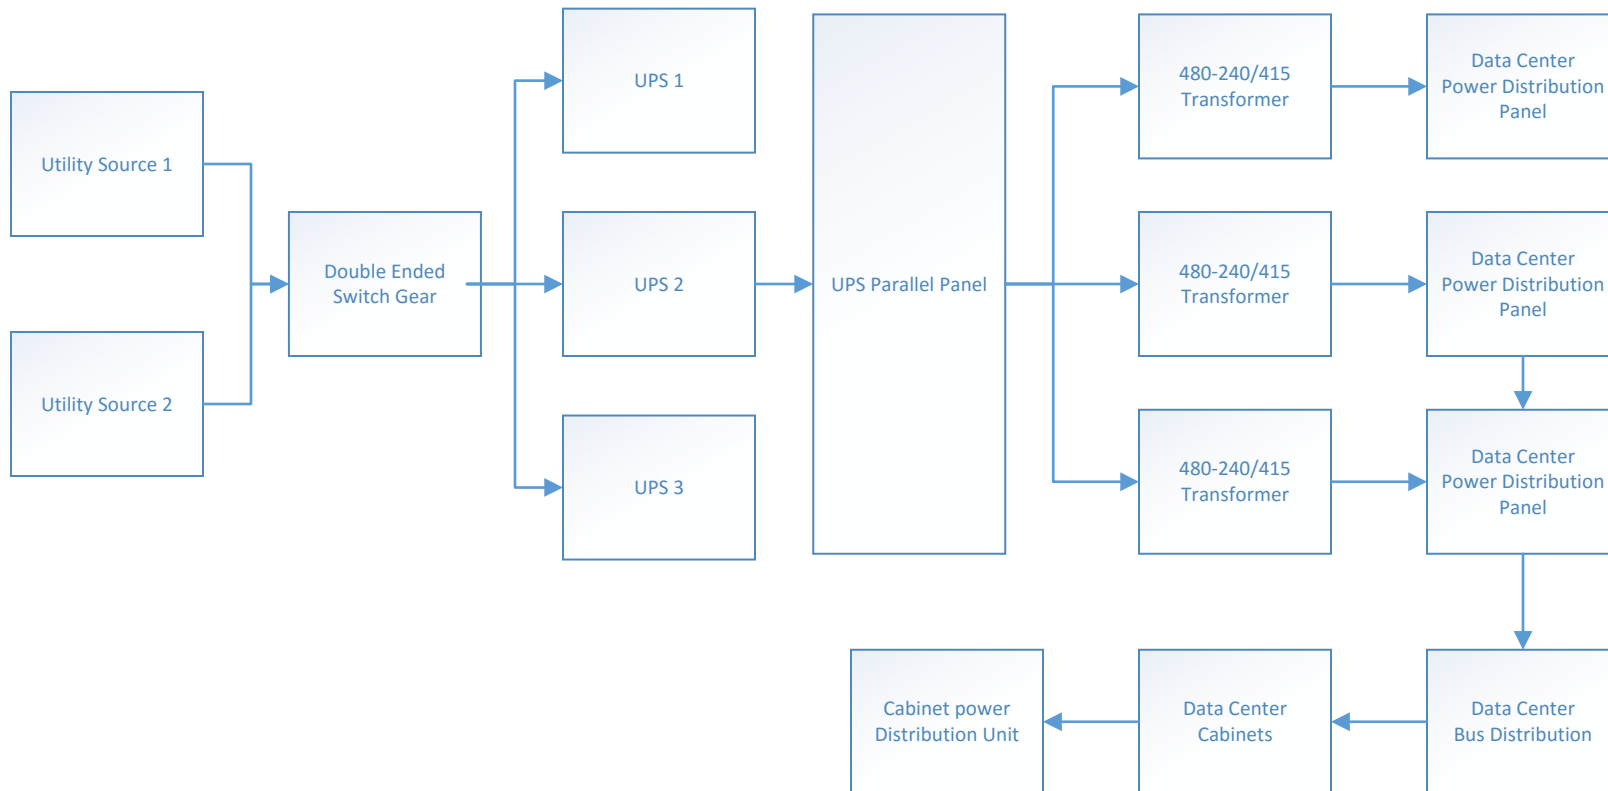 Utility Source 1
Utility Source 2
Double Ended
Switch Gear
UPS 1
UPS 2
UPS 3
UPS Parallel Panel
480-240/415
Transformer
480-240/415
Transformer
480-240/415
Transformer
Data Center
Power Distribution
Panel
Data Center
Power Distribution
Panel
Data Center
Power Distribution
Panel
Data Center
Bus Distribution
Data Center
Cabinets
Cabinet power
Distribution Unit